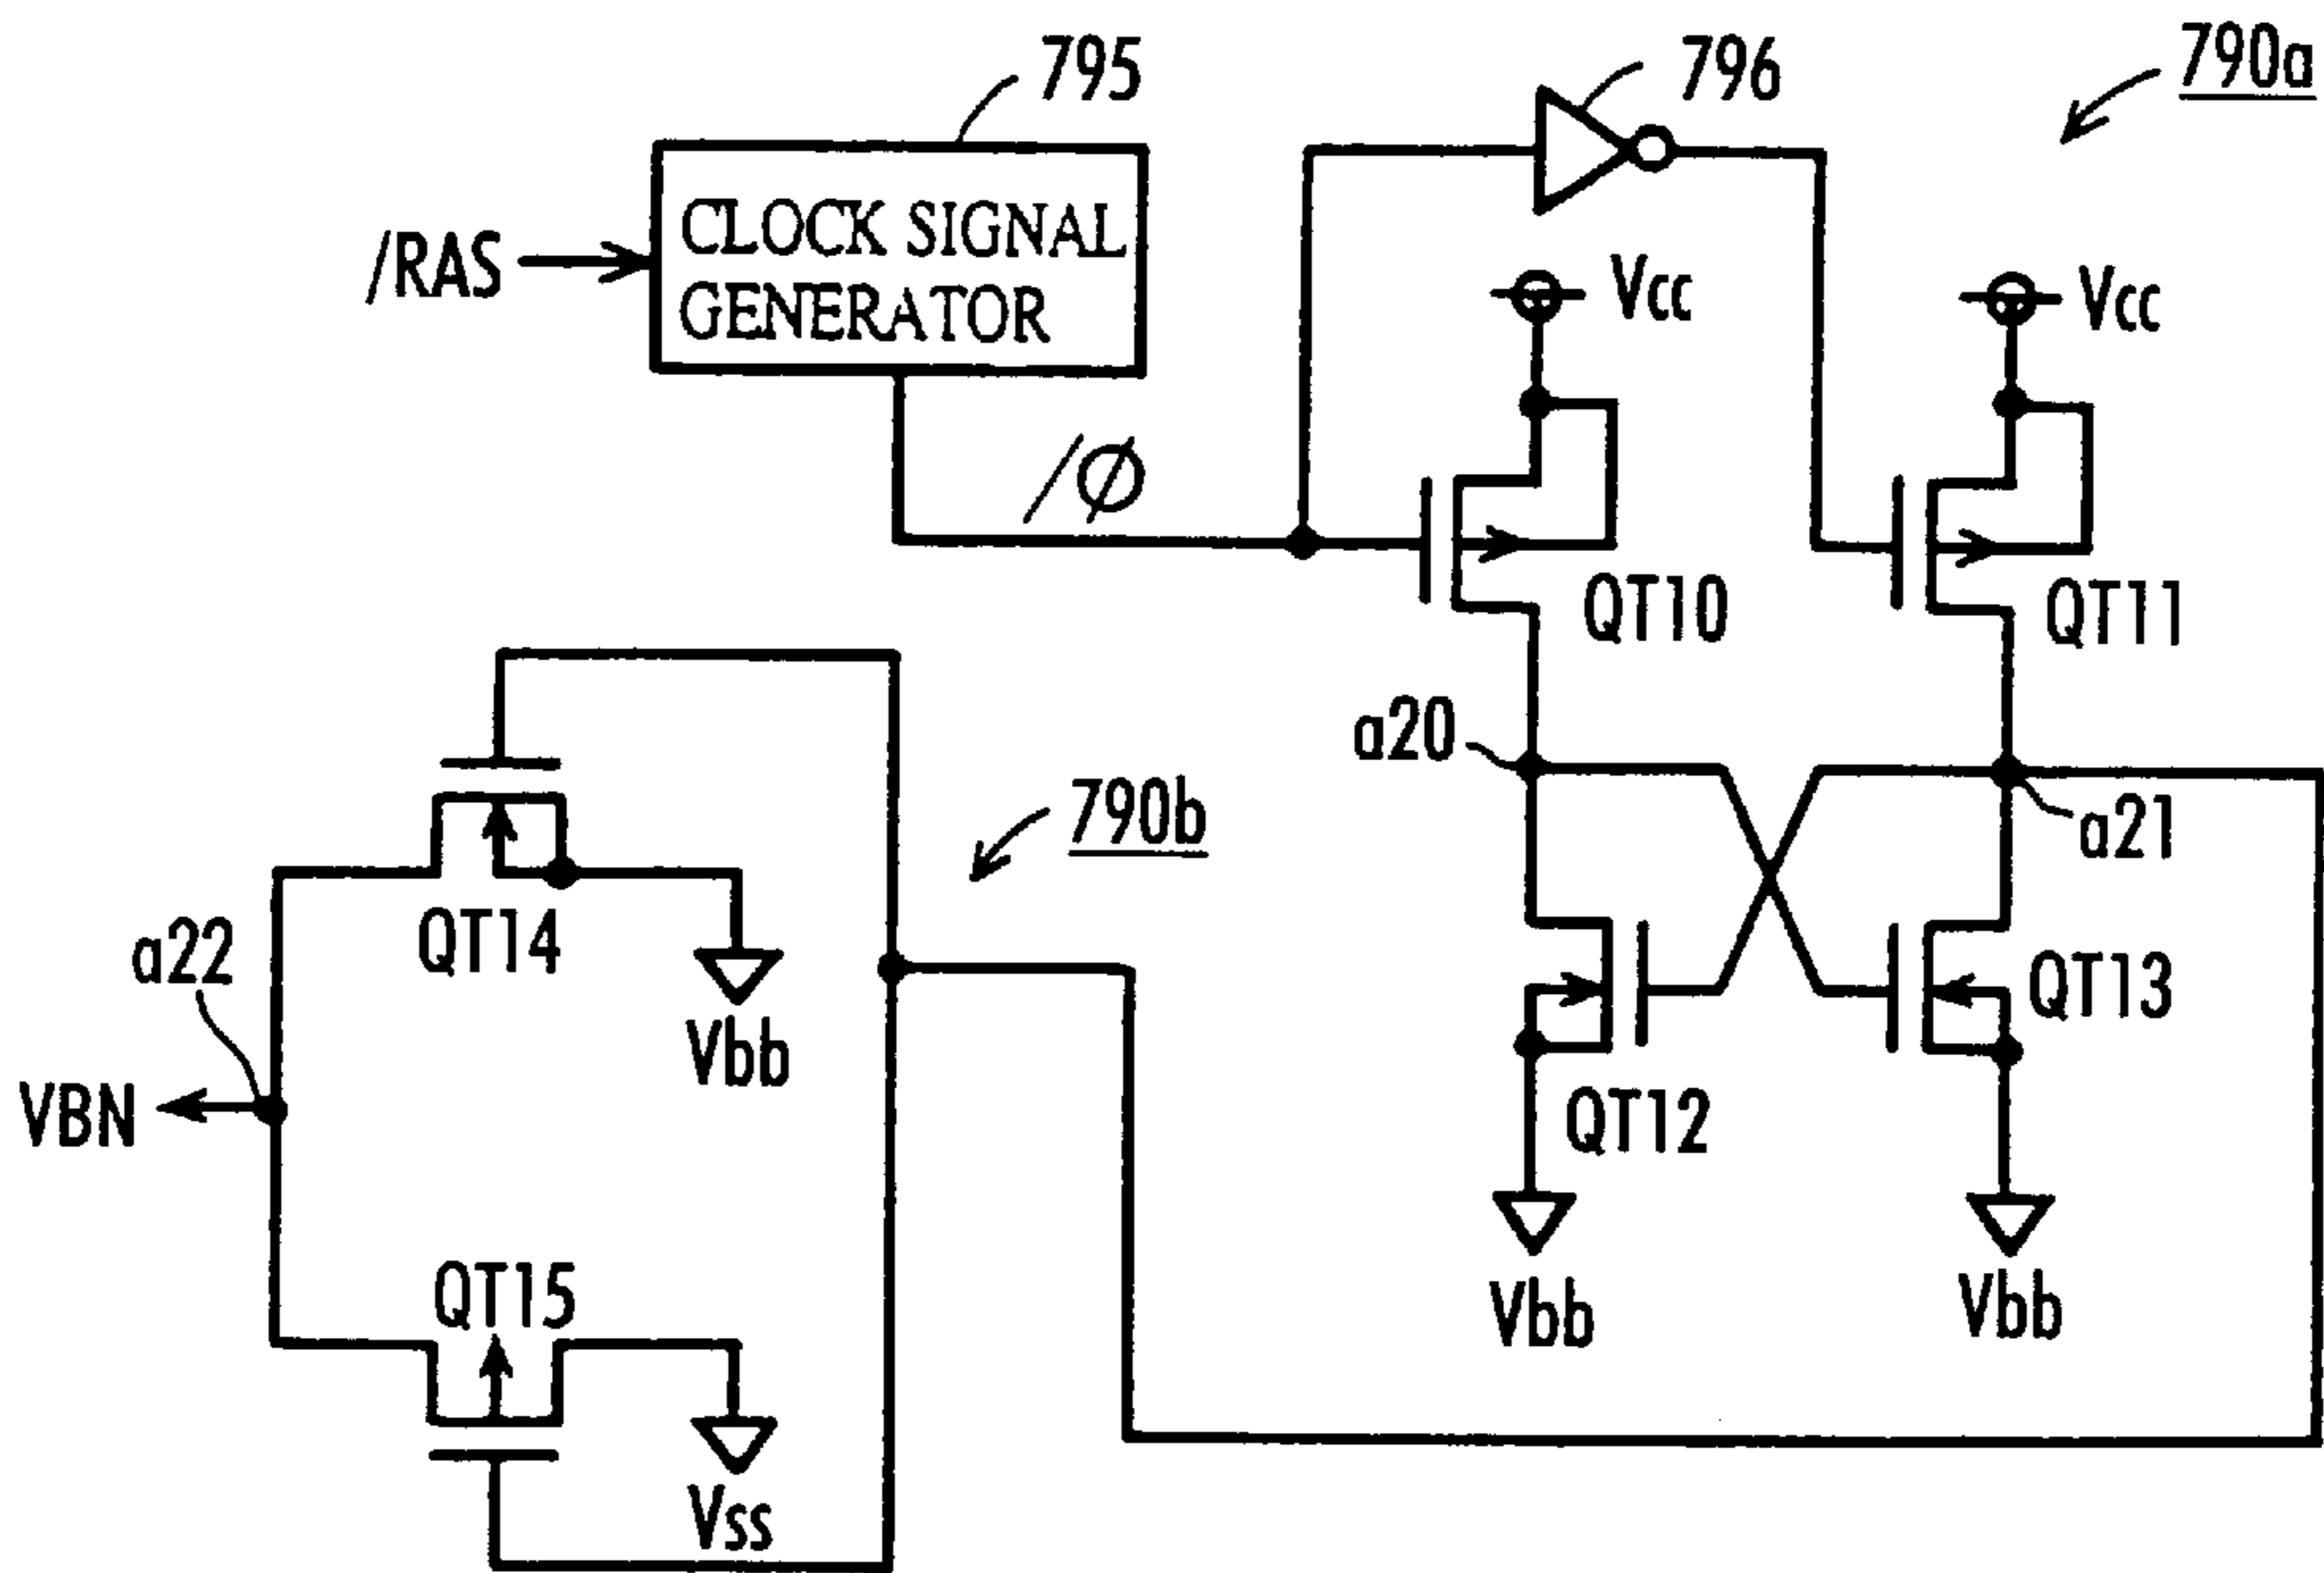 795
796
790a
/RAS
CLOCK SIGNAL
GENERATOR
Vcc
Vcc
/φ
QT10
QT11
a20
a21
790b
QT14
a22
Vbb
QT13
VBN
QT12
QT15
Vbb
Vbb
Vss